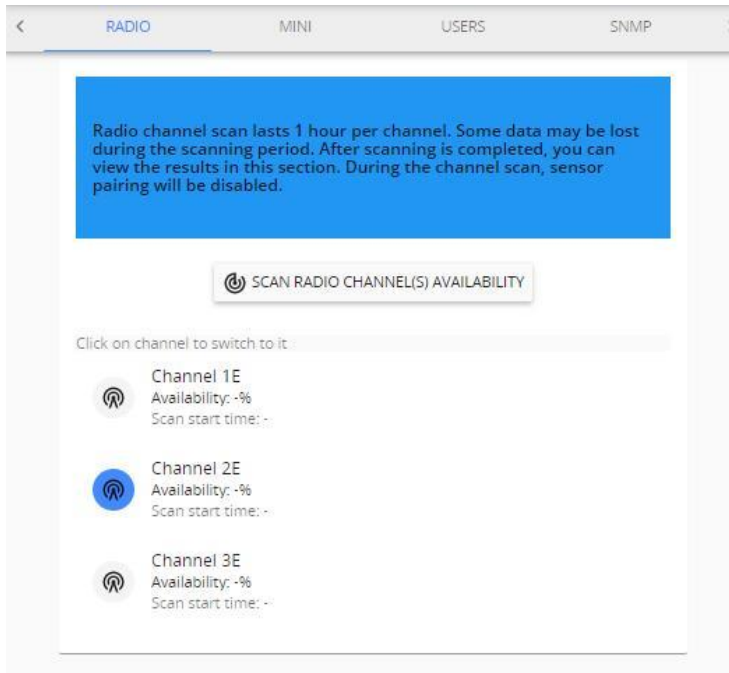 RADIO MINI USERS SNMP
Radio channel scan lasts 1 hour per channel. Some data may be lost
during the scanning period. After scanning is completed, you can
view the results in this section. During the channel scan, sensor
pairing will be disabled.
SCAN RADIO CHANNEL(S) AVAILABILITY
Click on channel to switch to it
Channel 1E
Availability: -%
Scan start time: -
Channel 2E
Availability: -%
Scan start time: -
Channel 3E
Availability: -%
Scan start time: -